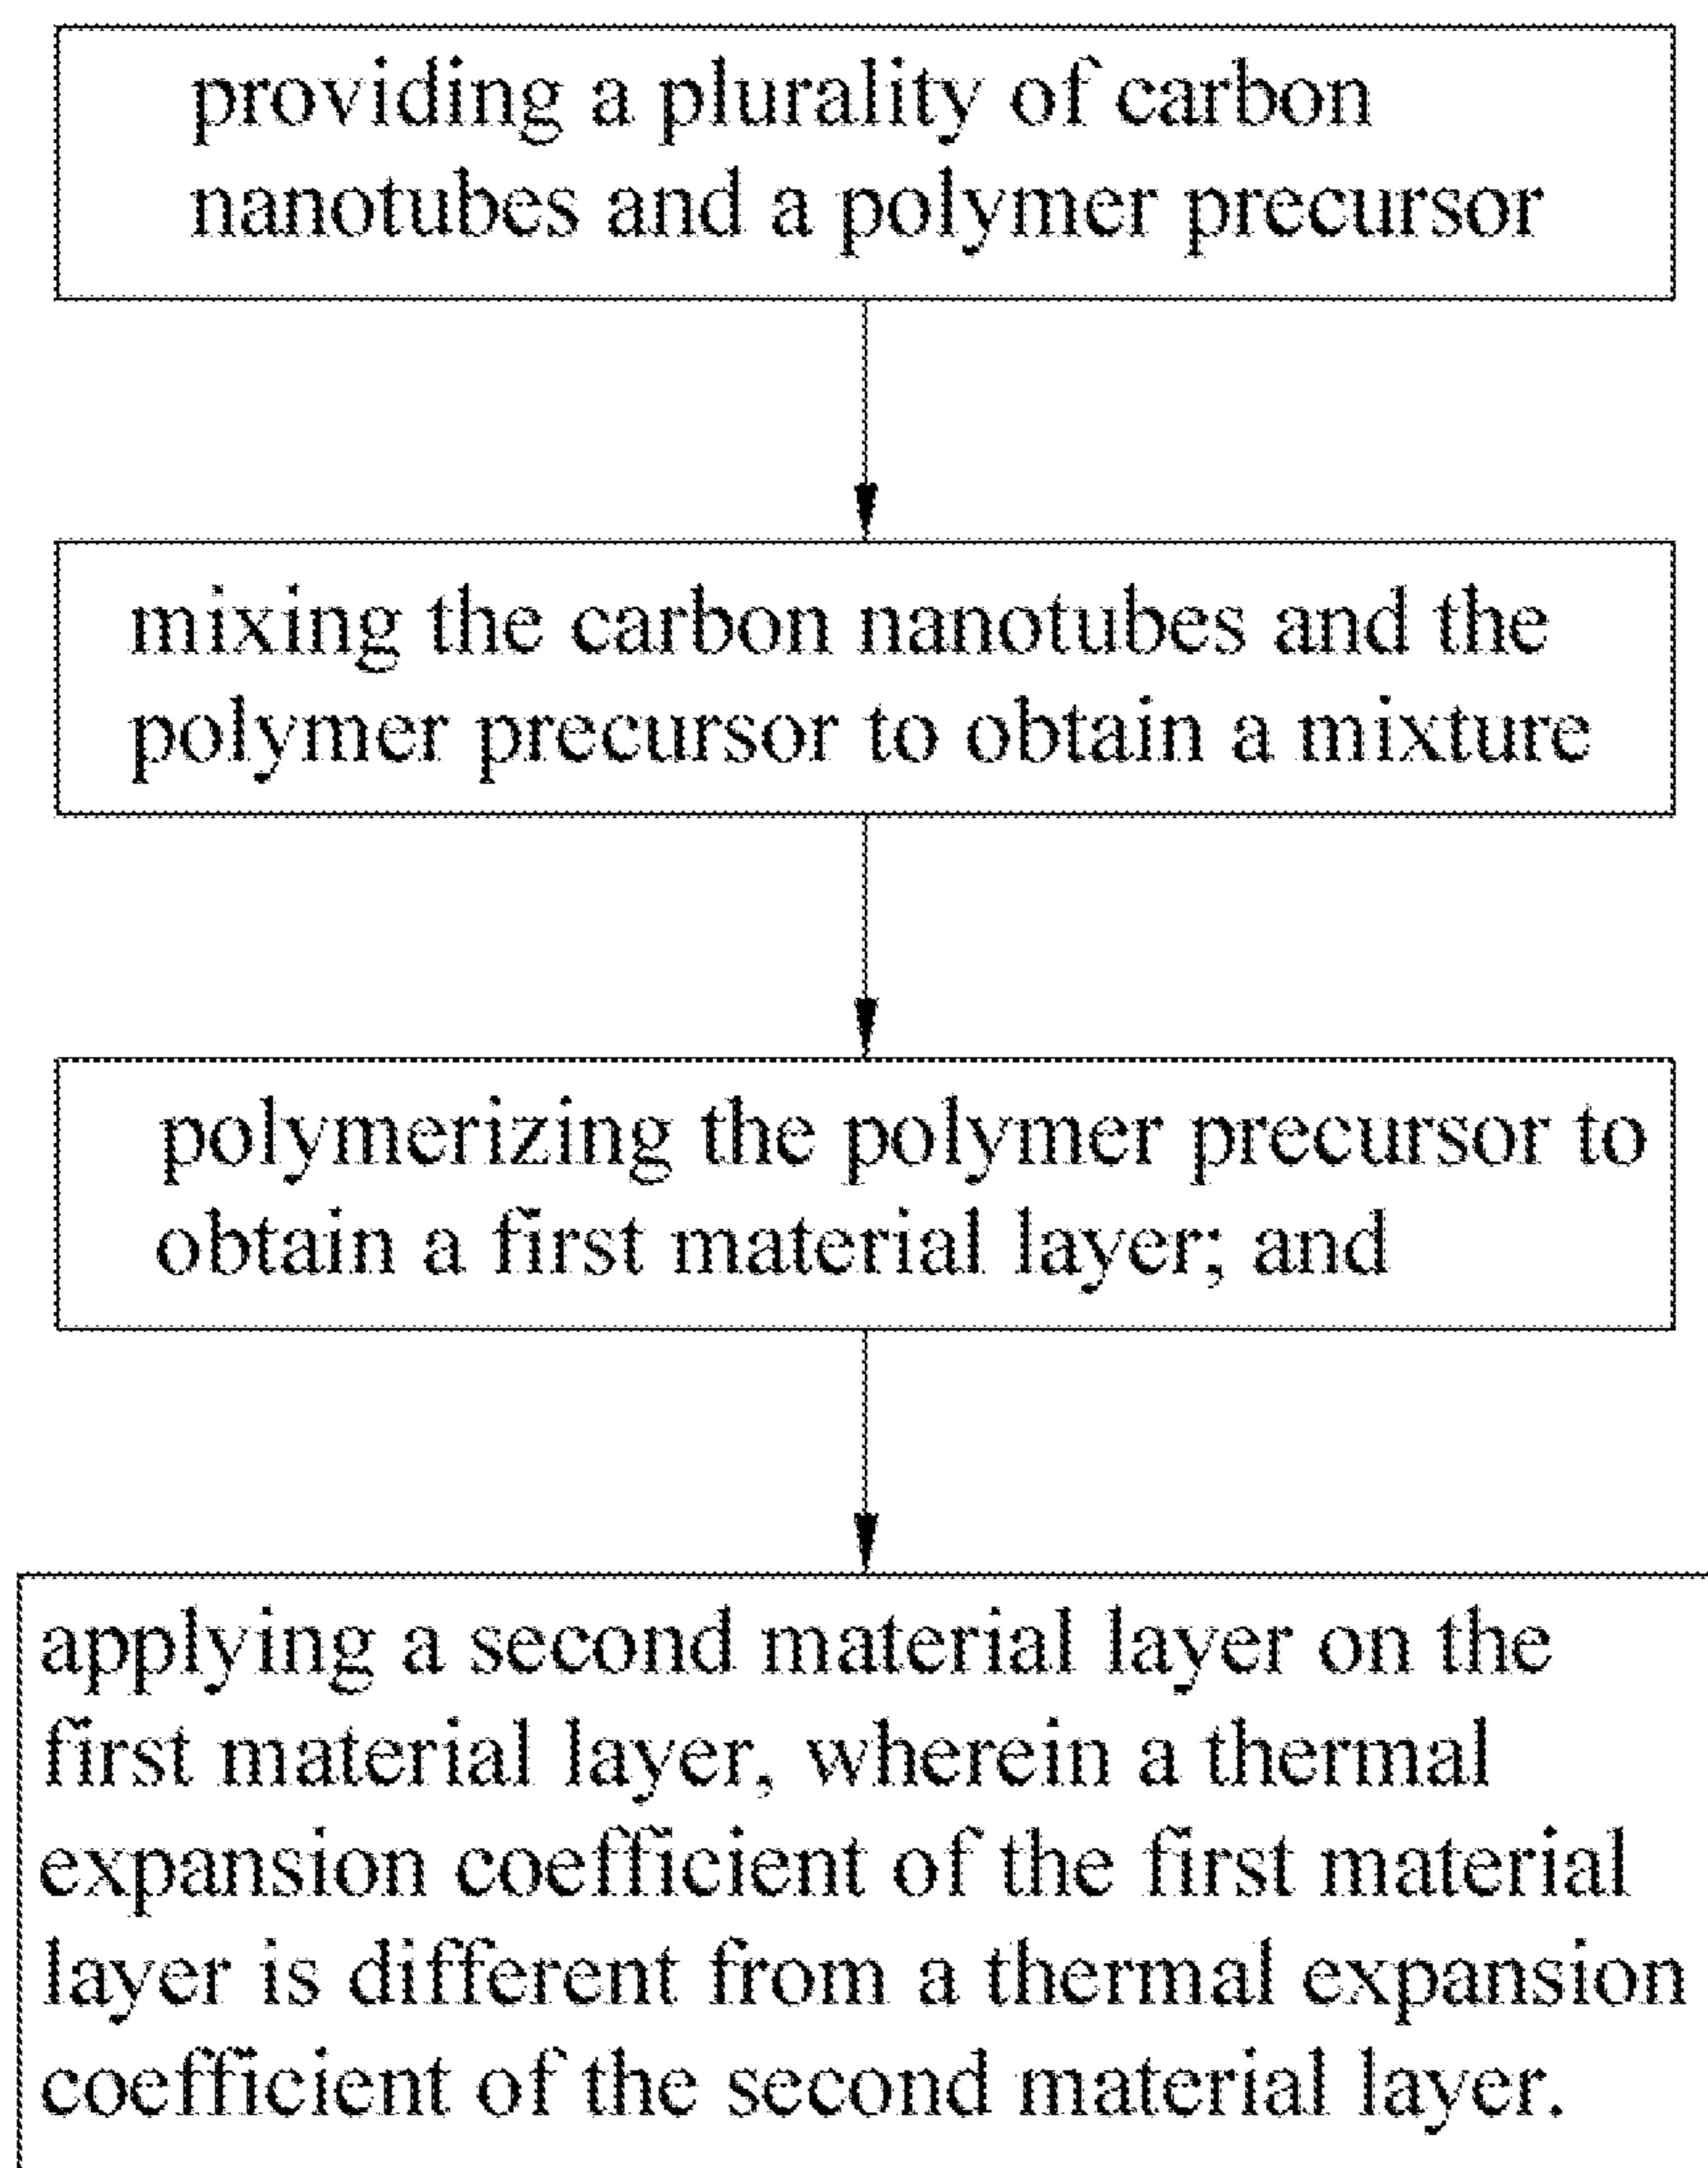 providing a plurality of carbon
nanotubes and a polymer precursor
mixing the carbon nanotubes and the
polymer precursor to obtain a mixture
polymerizing the polymer precursor to
obtain a first material layer; and
applying a second material layer on the
first material layer, wherein a thermal
expansion coefficient of the first material
layer is different from a thermal expansion
coefficient of the second material layer.